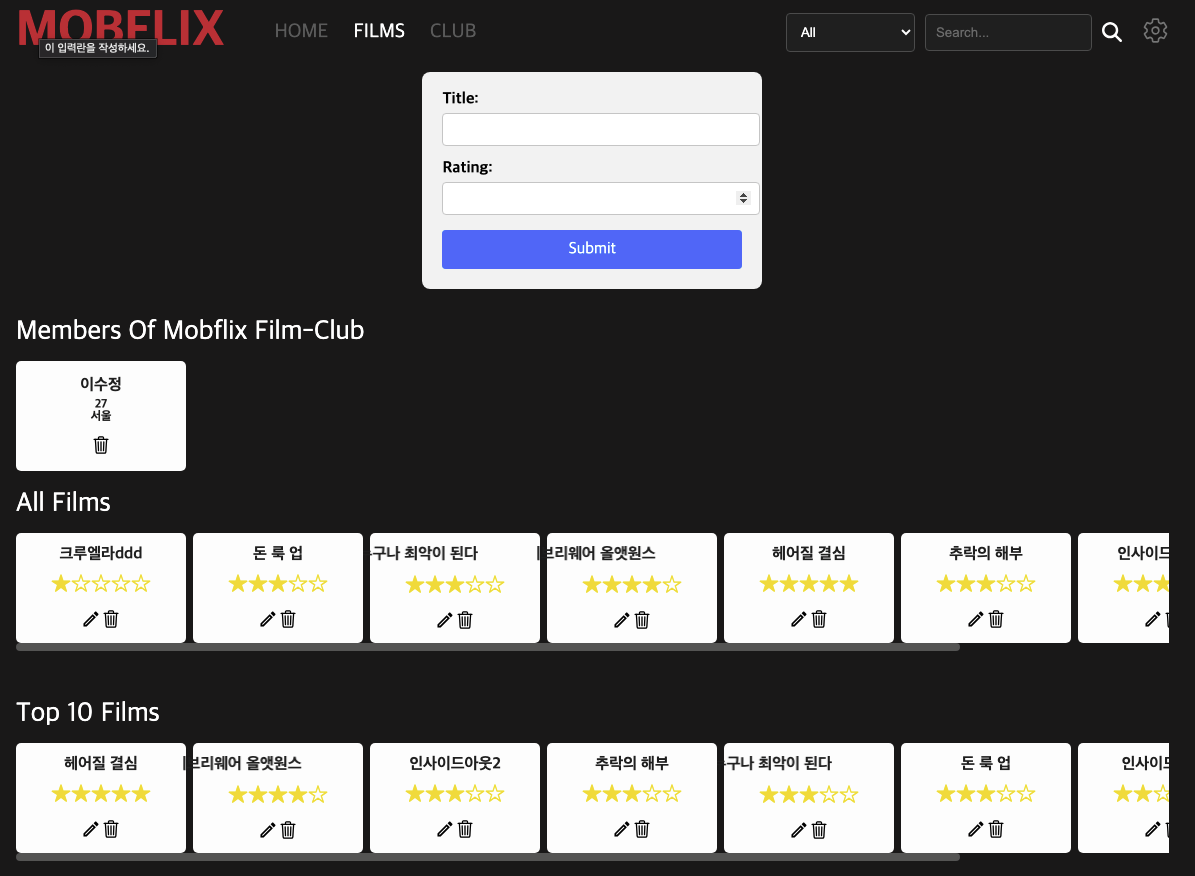 MOBFLIX
이 입력란을 작성하세요.
HOME FILMS CLUB
All
Search...
Title:
Rating:
Submit
Members Of Mobflix Film-Club
이수정
27
서울
All Films
크루엘라ddd
돈 룩 업
구나 최악이 된다
브리웨어 올앳원스
헤어질 결심
추락의 해부
인사이드
Top 10 Films
헤어질 결심
브리웨어 올앳원스
인사이드아웃2
추락의 해부
구나 최악이 된다
돈 룩 업
인사이드